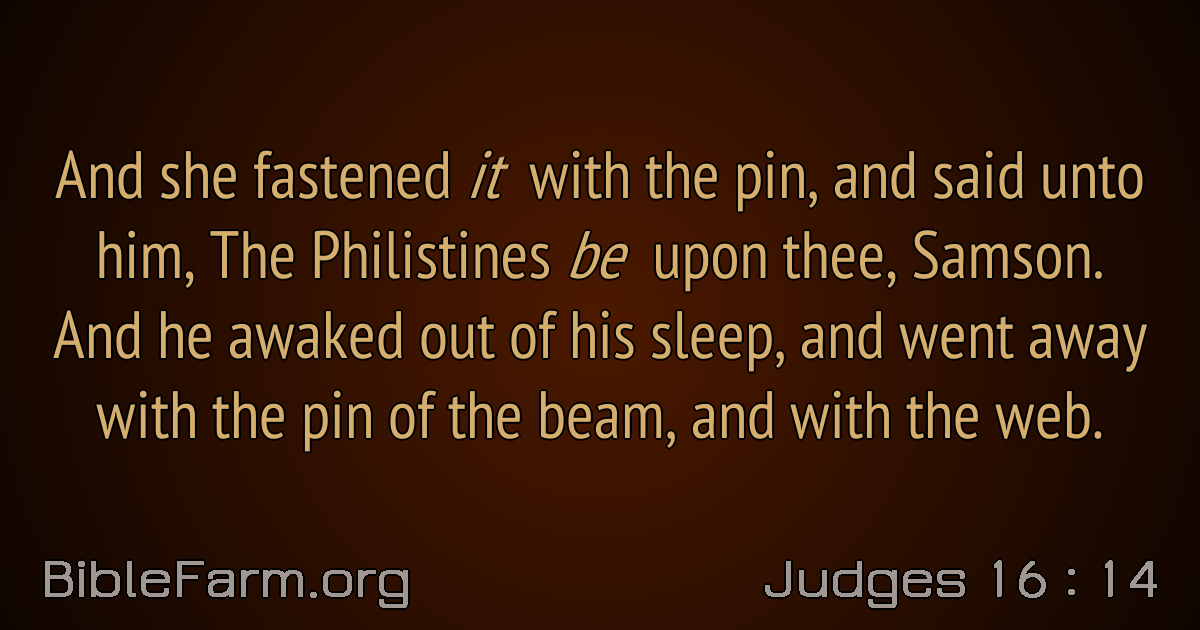 And she fastened it with the pin, and said unto
him, The Philistines be upon thee, Samson.
And he awaked out of his sleep, and went away
with the pin of the beam, and with the web.
BibleFarm.org
Judges 16 : 14